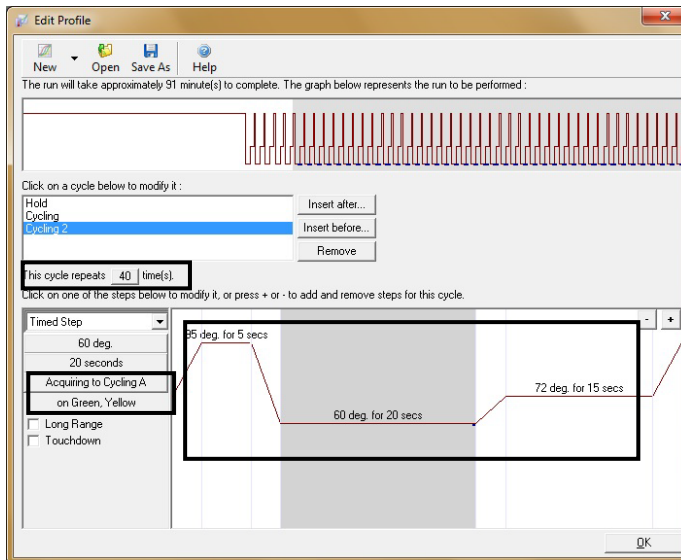 Edit Profile
New Open Save As Help
The run will take approximately 91 minute(s) to complete. The graph below represents the run to be performed :
Click on a cycle below to modify it :
Hold
Cycling
Cycling 2
Insert after...
Insert before...
Remove
This cycle repeats 40 time(s).
Click on one of the steps below to modify it, or press + or - to add and remove steps for this cycle.
Timed Step
60 deg.
20 seconds
Acquiring to Cycling A
on Green, Yellow
Long Range
Touchdown
- +
95 deg. for 5 secs
72 deg. for 15 secs
60 deg. for 20 secs
OK